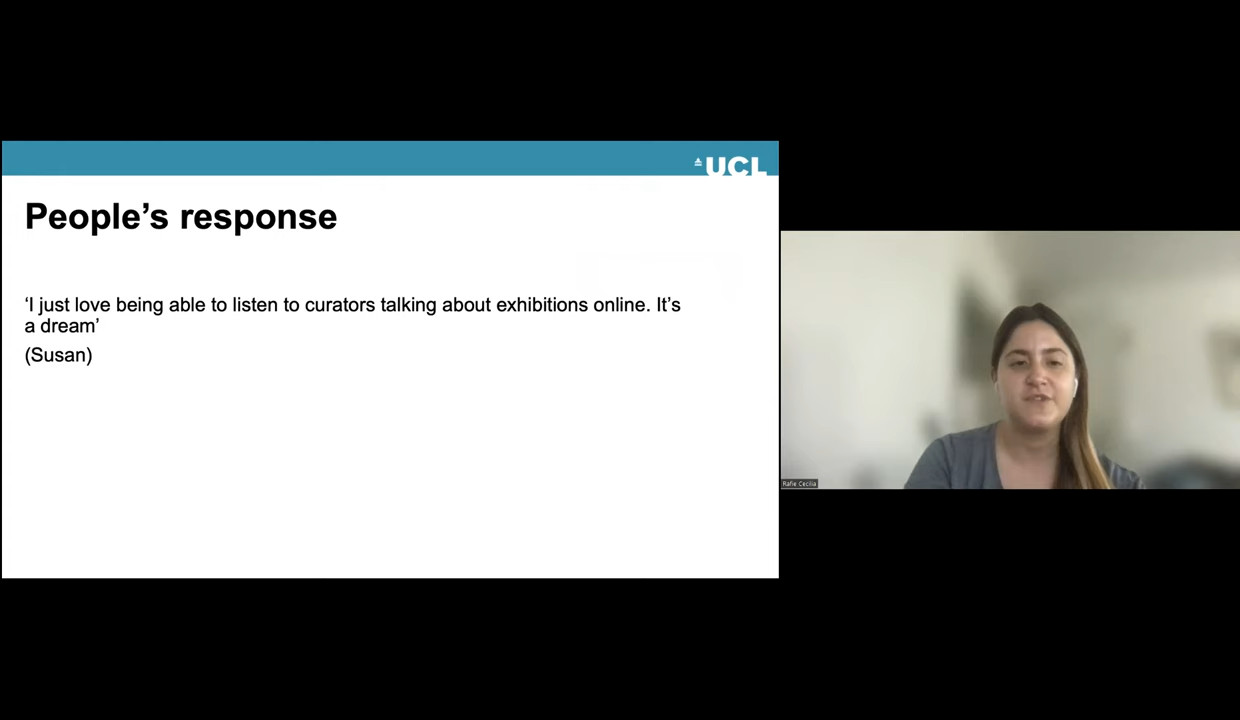 UCL
People’s response
‘I just love being able to listen to curators talking about exhibitions online. It’s
a dream’
(Susan)
Rafie Cecilia